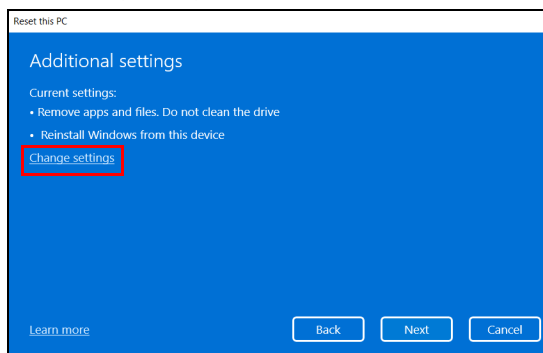 Reset this PC
Additional settings
Current settings:
• Remove apps and files. Do not clean the drive
• Reinstall Windows from this device
Change settings
Learn more
Back
Next
Cancel